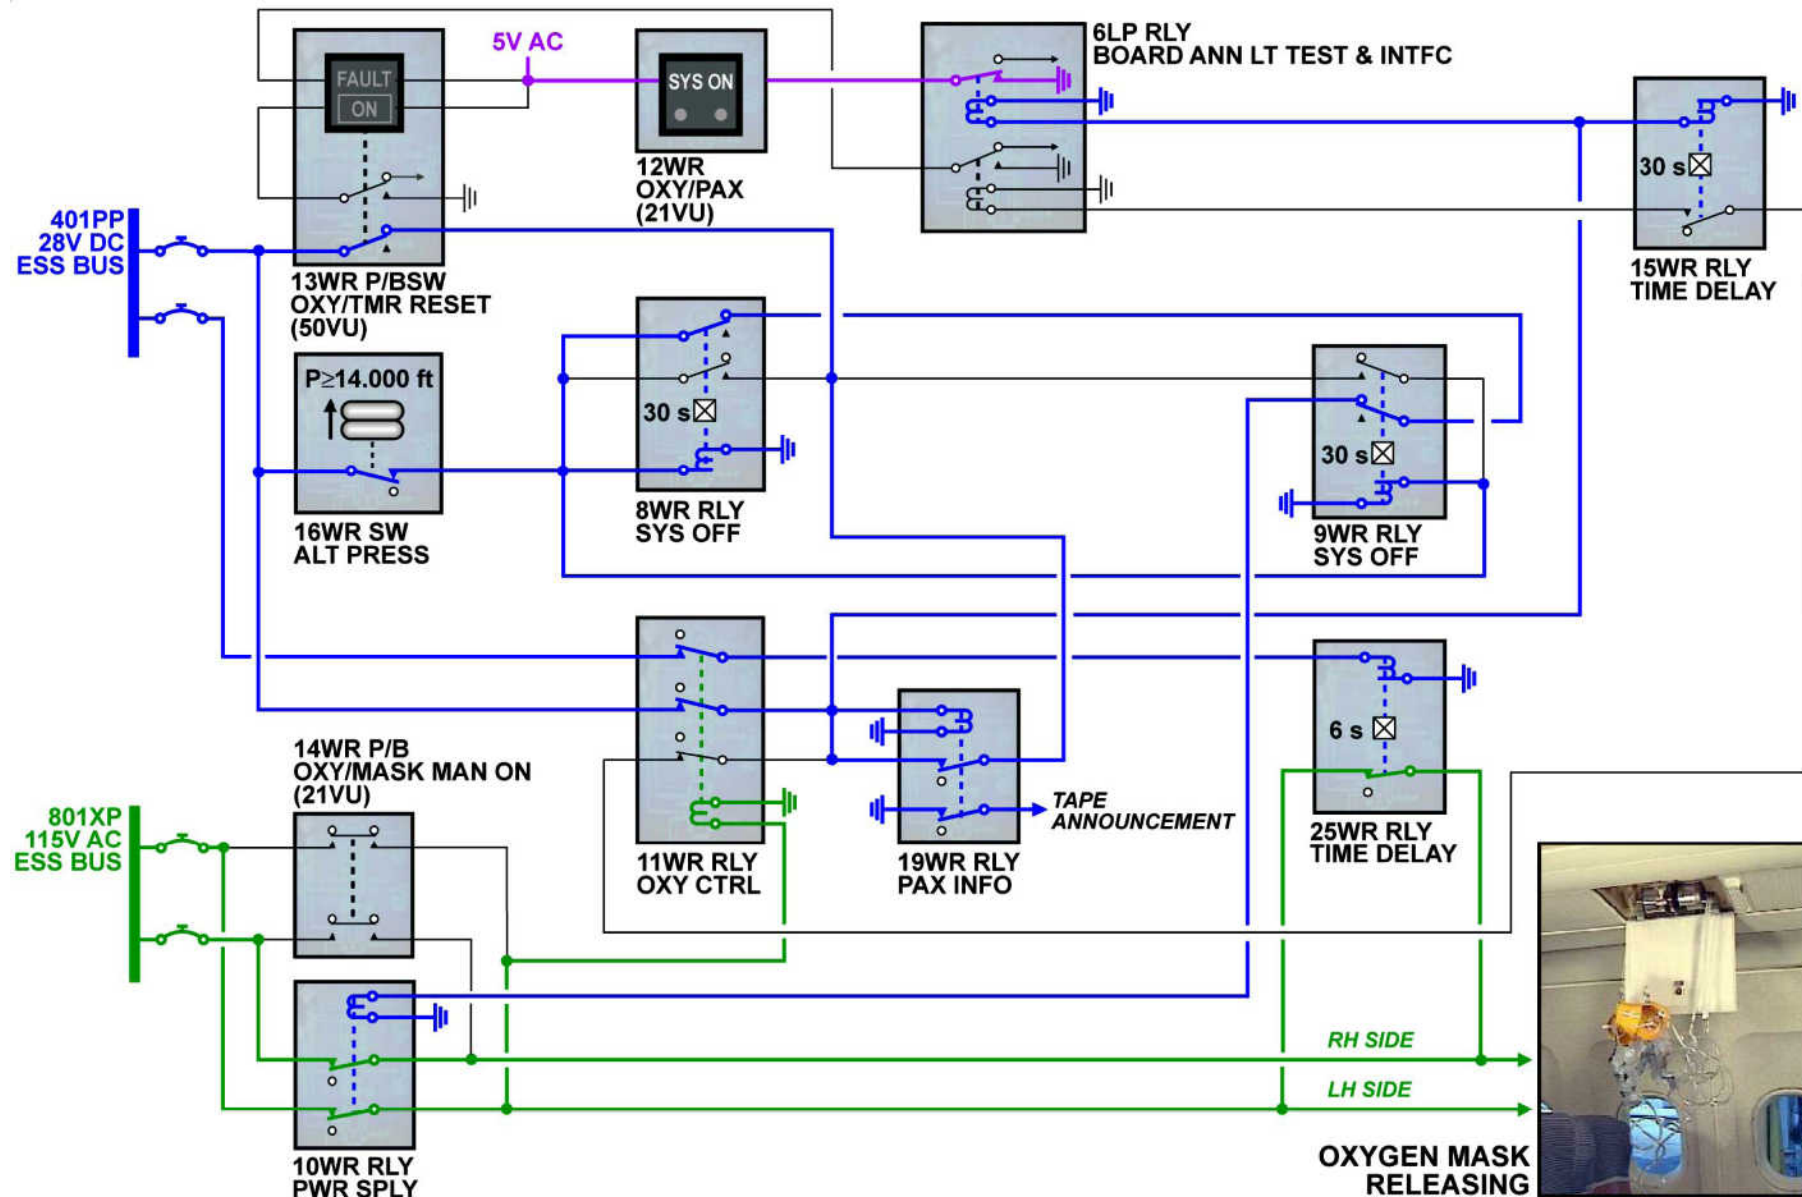 5V AC
6LP RLY
BOARD ANN LT TEST & INTFC
FAULT
ON
SYS ON
12WR
OXY/PAX
(21VU)
30 s
15WR RLY
TIME DELAY
401PP
28V DC
ESS BUS
13WR P/BSW
OXY/TMR RESET
(50VU)
P≥14.000 ft
16WR SW
ALT PRESS
30 s
8WR RLY
SYS OFF
30 s
9WR RLY
SYS OFF
14WR P/B
OXY/MASK MAN ON
(21VU)
11WR RLY
OXY CTRL
19WR RLY
PAX INFO
TAPE
ANNOUNCEMENT
6 s
25WR RLY
TIME DELAY
801XP
115V AC
ESS BUS
10WR RLY
PWR SPLY
RH SIDE
LH SIDE
OXYGEN MASK
RELEASING